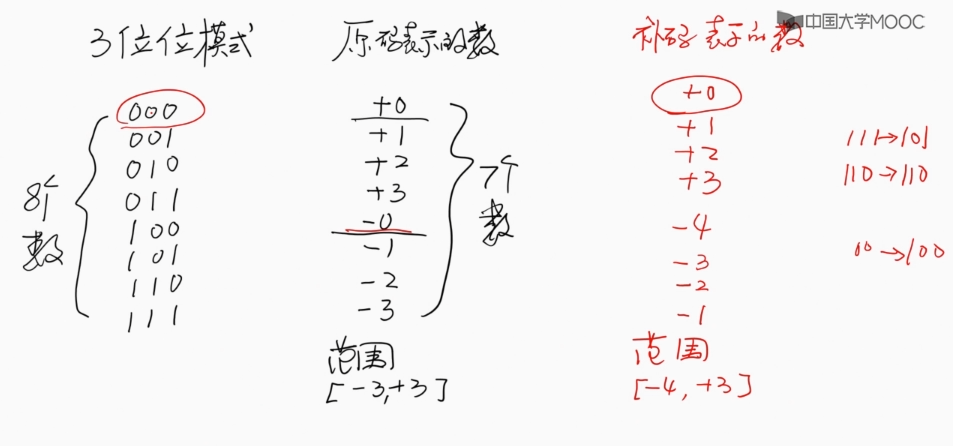 中国大学MOOC
3位位模式 原码表示的数 补码表示的数
000 +0 +0
001 +1 +1
010 +2 +2 111→101
011 +3 +3 110→110
8个数 7个数
100 -0 -4
101 -1 -3 00→100
110 -2 -2
111 -3 -1
范围 范围
[-3,+3] [-4,+3]